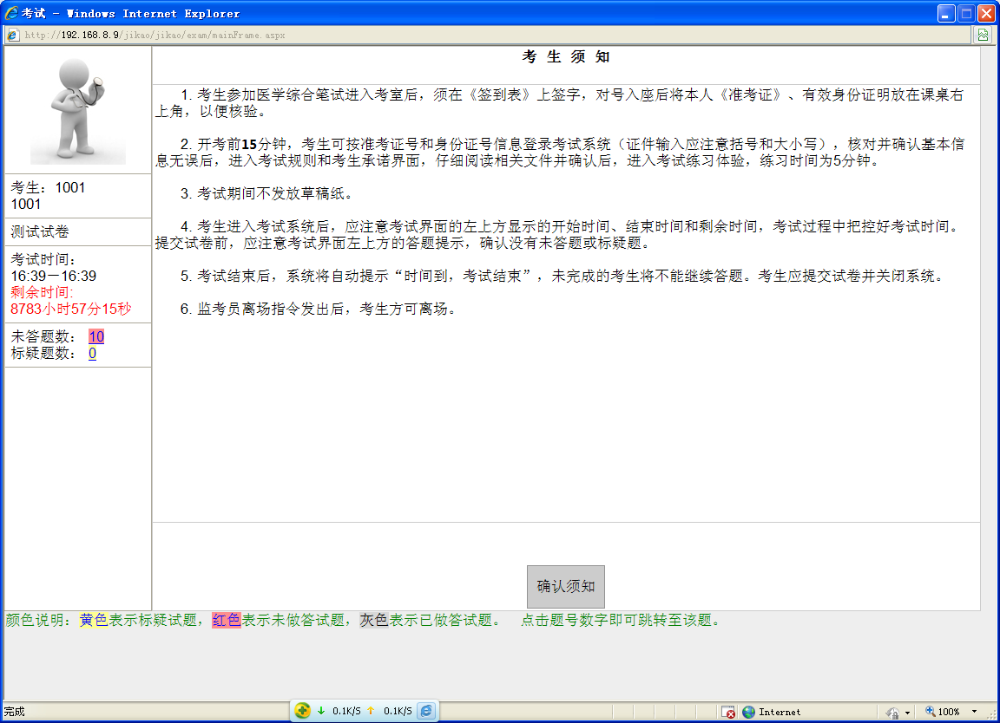 考试 - Windows Internet Explorer
http://192.168.8.9/jikao/jikao/exam/mainFrame.aspx
考生：1001
1001
测试试卷
考试时间：
16:39－16:39
剩余时间:
8783小时57分15秒
未答题数： 10
标疑题数： 0
考 生 须 知
1. 考生参加医学综合笔试进入考室后，须在《签到表》上签字，对号入座后将本人《准考证》、有效身份证明放在课桌右
上角，以便核验。
2. 开考前15分钟，考生可按准考证号和身份证号信息登录考试系统（证件输入应注意括号和大小写），核对并确认基本信
息无误后，进入考试规则和考生承诺界面，仔细阅读相关文件并确认后，进入考试练习体验，练习时间为5分钟。
3. 考试期间不发放草稿纸。
4. 考生进入考试系统后，应注意考试界面的左上方显示的开始时间、结束时间和剩余时间，考试过程中把控好考试时间。
提交试卷前，应注意考试界面左上方的答题提示，确认没有未答题或标疑题。
5. 考试结束后，系统将自动提示“时间到，考试结束”，未完成的考生将不能继续答题。考生应提交试卷并关闭系统。
6. 监考员离场指令发出后，考生方可离场。
确认须知
颜色说明：黄色表示标疑试题，红色表示未做答试题，灰色表示已做答试题。 点击题号数字即可跳转至该题。
完成
0.1K/S 0.1K/S
Internet
100%